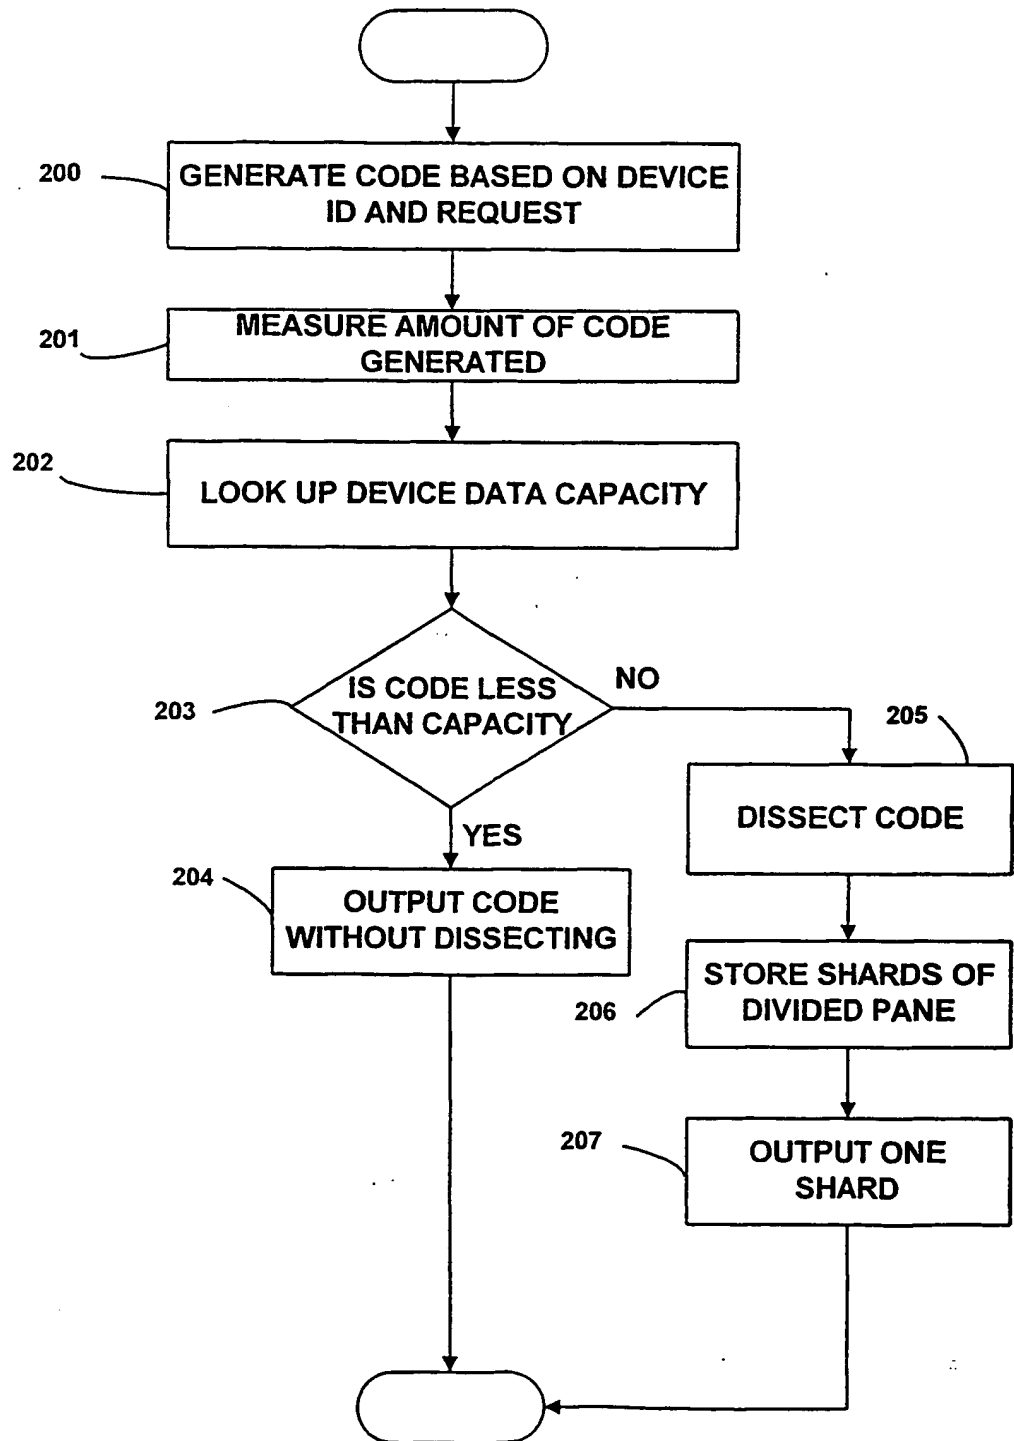 200
GENERATE CODE BASED ON DEVICE
ID AND REQUEST
201
MEASURE AMOUNT OF CODE
GENERATED
202
LOOK UP DEVICE DATA CAPACITY
203
IS CODE LESS
THAN CAPACITY
NO
YES
205
DISSECT CODE
204
OUTPUT CODE
WITHOUT DISSECTING
206
STORE SHARDS OF
DIVIDED PANE
207
OUTPUT ONE
SHARD